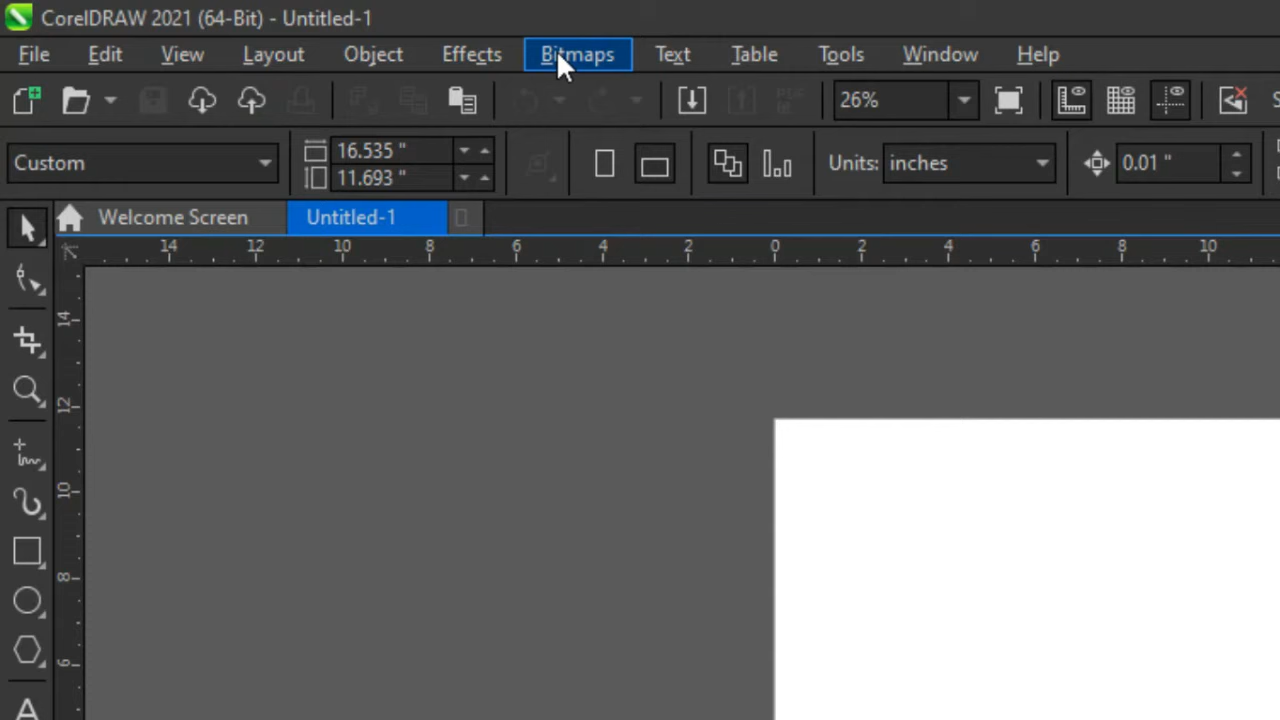 CorelDRAW 2021 (64-Bit) - Untitled-1
File Edit View Layout Object Effects Bitmaps Text Table Tools Window Help
26%
Custom 16.535 " Units: inches 0.01 "
11.693 "
Welcome Screen Untitled-1
14 12 10 8 6 4 2 0 2 4 6 8 10
14
12
10
8
6